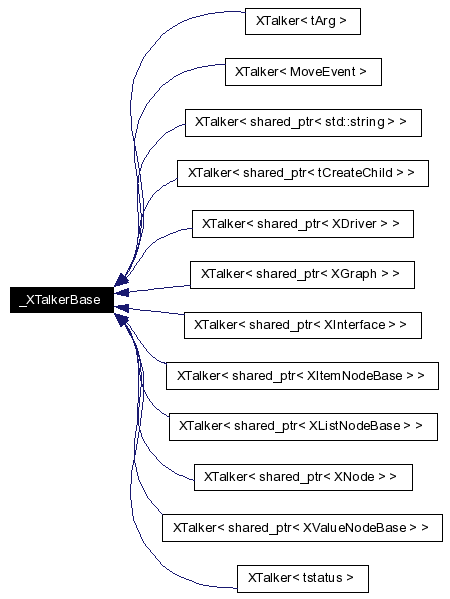 XTalker< tArg >
XTalker< MoveEvent >
XTalker< shared_ptr< std::string > >
XTalker< shared_ptr< tCreateChild > >
XTalker< shared_ptr< XDriver > >
XTalker< shared_ptr< XGraph > >
_XTalkerBase
XTalker< shared_ptr< XInterface > >
XTalker< shared_ptr< XItemNodeBase > >
XTalker< shared_ptr< XListNodeBase > >
XTalker< shared_ptr< XNode > >
XTalker< shared_ptr< XValueNodeBase > >
XTalker< tstatus >